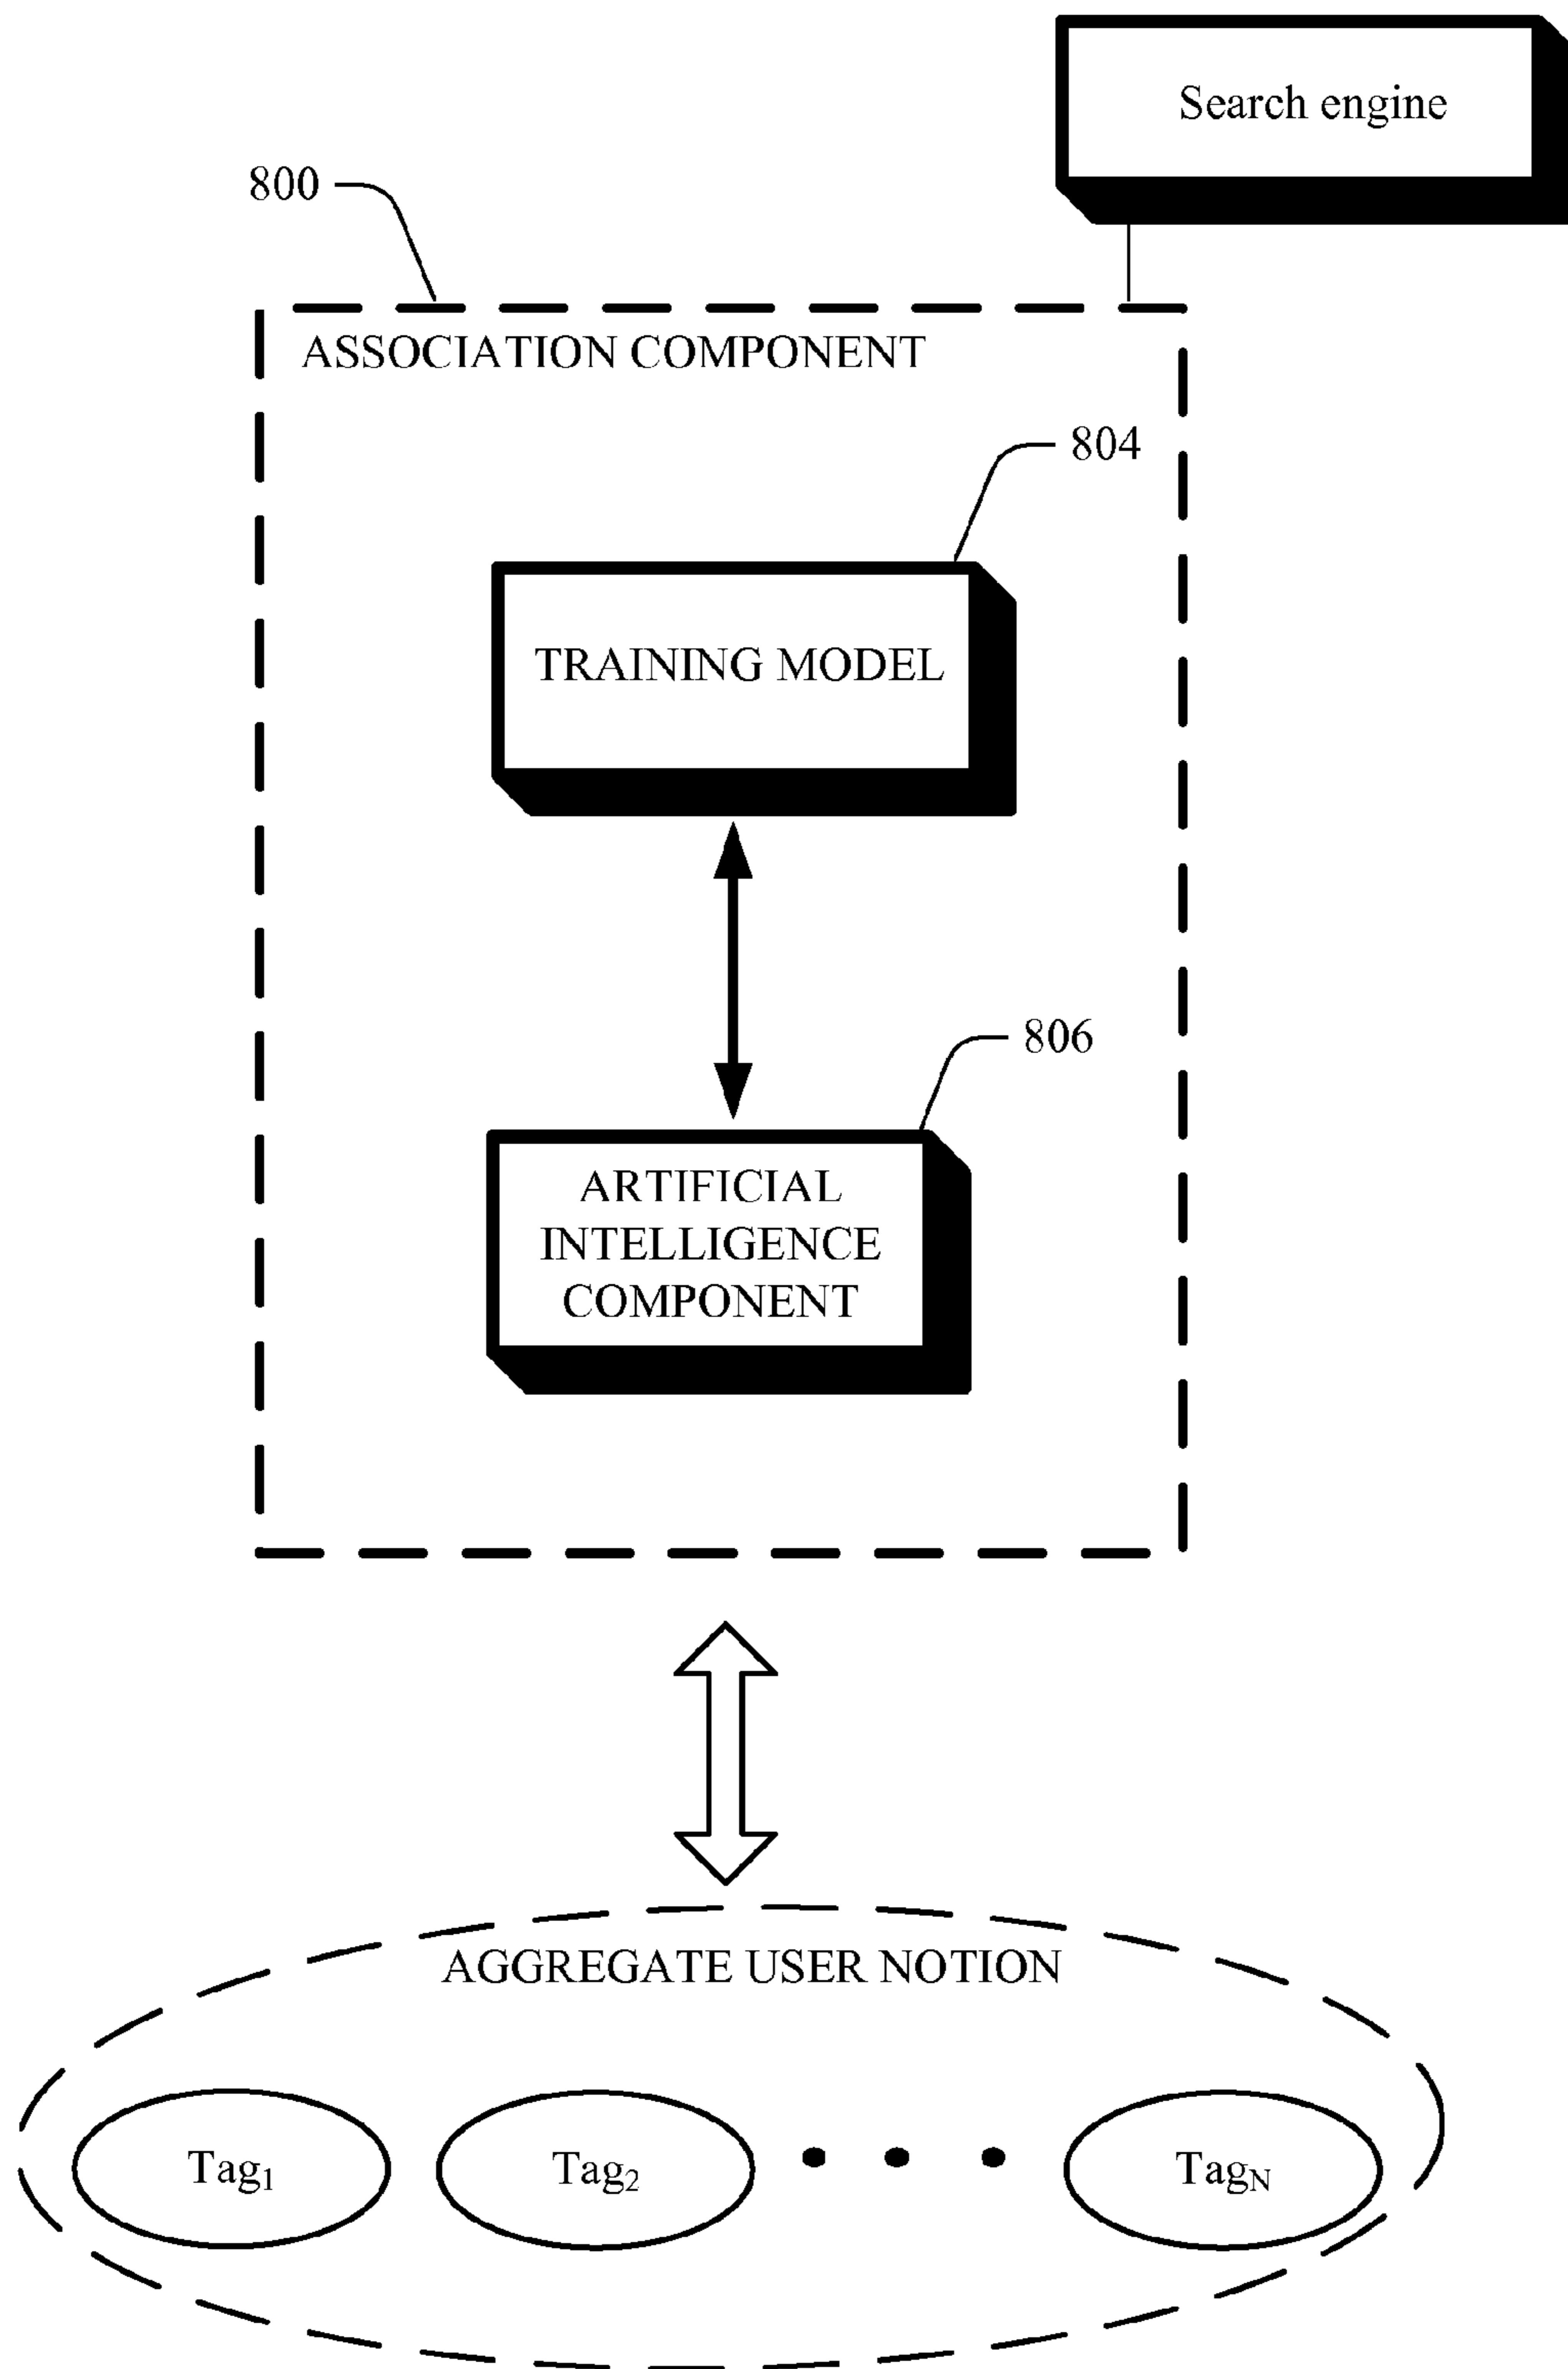 Search engine
800
ASSOCIATION COMPONENT
804
TRAINING MODEL
806
ARTIFICIAL
INTELLIGENCE
COMPONENT
AGGREGATE USER NOTION
Tag1 Tag2 • • • TagN